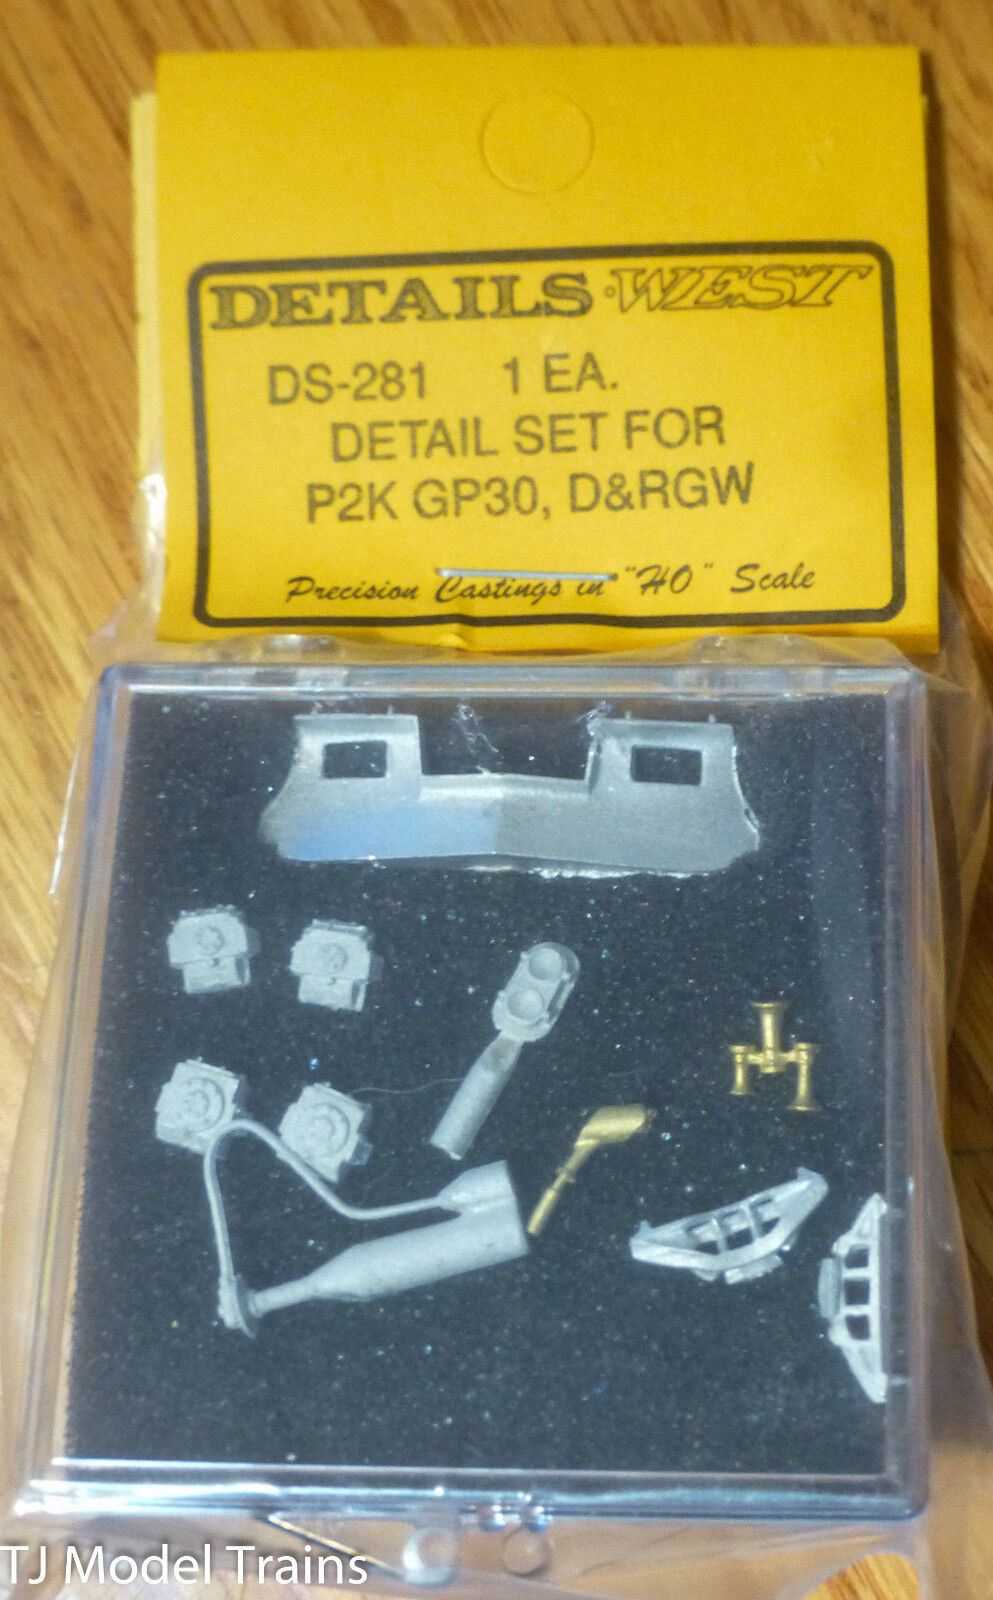 DETAILS WEST
DS-281 1 EA.
DETAIL SET FOR
P2K GP30, D&RGW
Precision Castings in "HO" Scale
TJ Model Trains